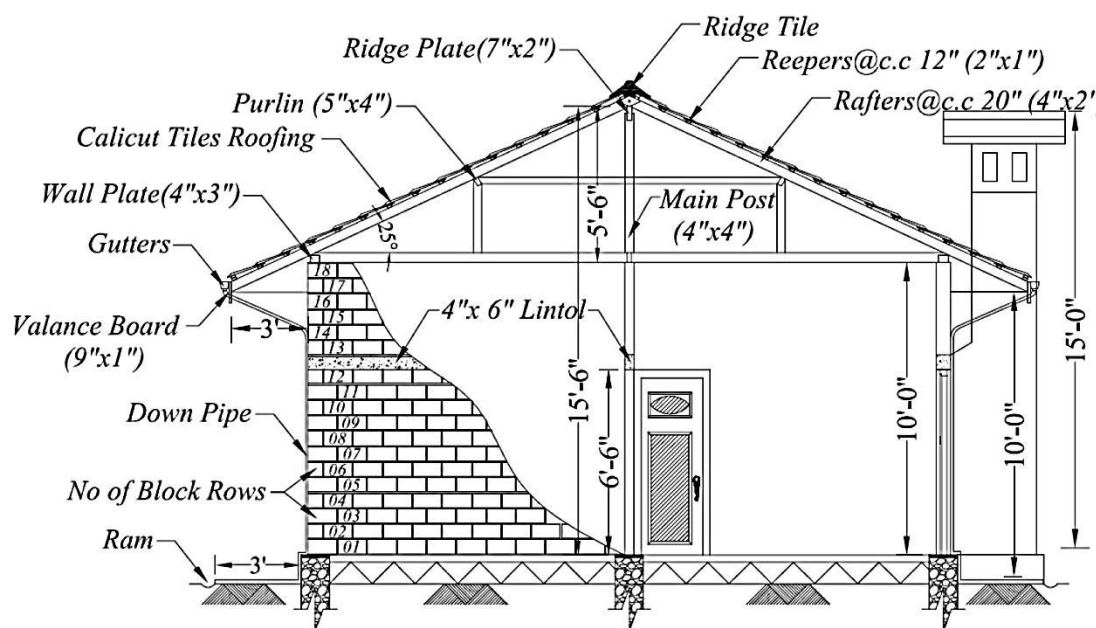 Ridge Tile
Ridge Plate(7"x2")
Reepers@c.c 12" (2"x1")
Purlin (5"x4")
Rafters@c.c 20" (4"x2"
Calicut Tiles Roofing
Wall Plate(4"x3")
Main Post
(4"x4")
5'-6"
25°
Gutters
18
17
16
15
14
13
4"x 6" Lintol
Valance Board
(9"x1")
3'
15'-0"
12
11
10
09
08
07
06
05
04
03
02
01
15'-6"
6'-6"
10'-0"
10'-0"
Down Pipe
No of Block Rows
Ram
3'